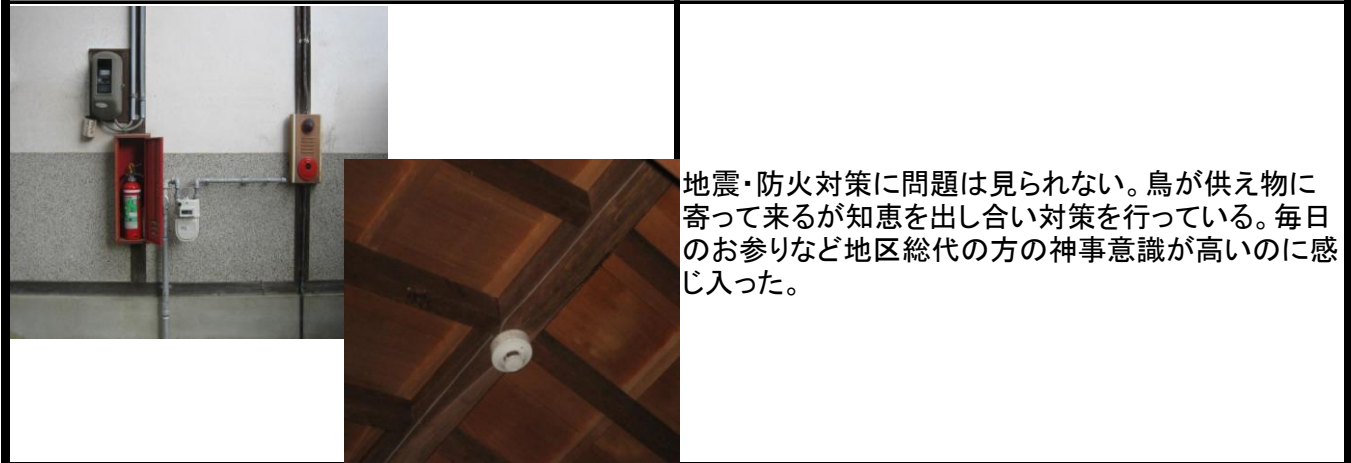 地震・防火対策に問題は見られない。鳥が供え物に
寄って来るが知恵を出し合い対策を行っている。毎日
のお参りなど地区総代の方の神事意識が高いのに感
じ入った。